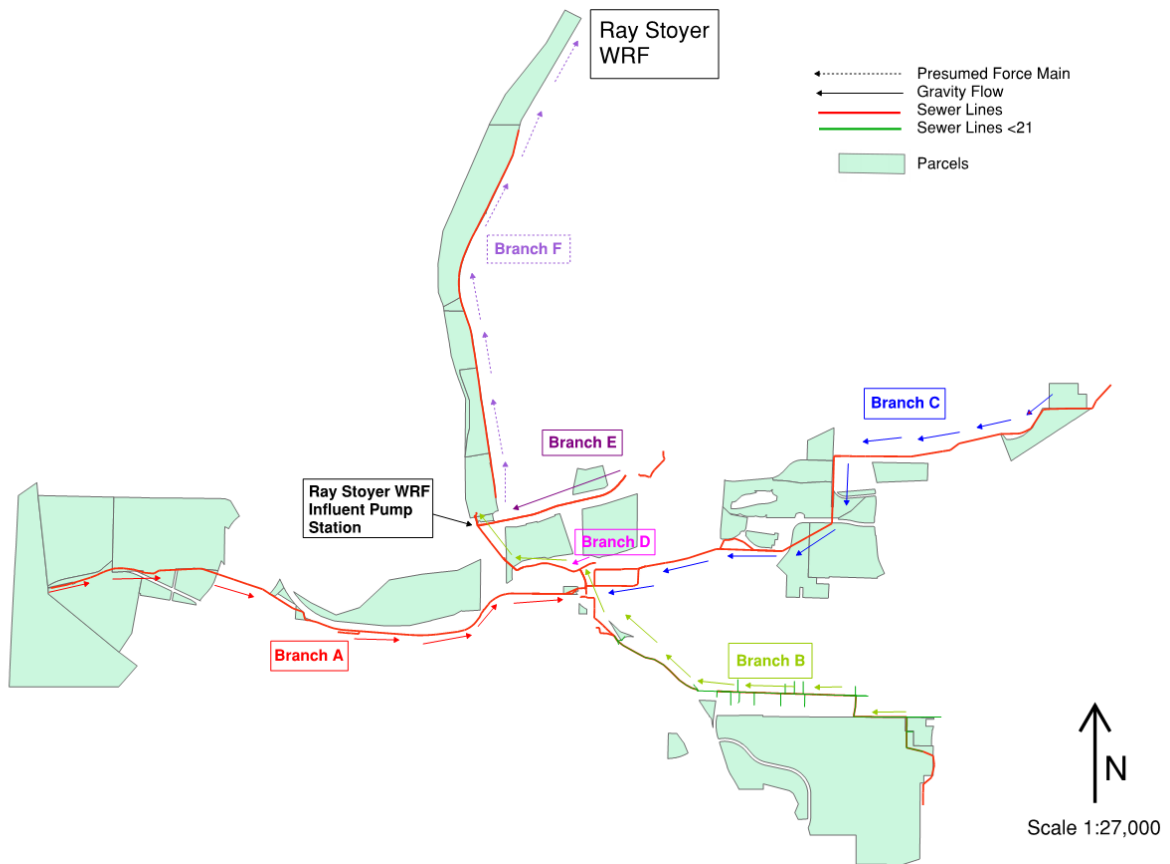 Ray Stoyer
WRF
Presumed Force Main
Gravity Flow
Sewer Lines
Sewer Lines <21
Parcels
Branch F
Branch C
Branch E
Ray Stoyer WRF
Influent Pump
Station
Branch D
Branch A
Branch B
N
Scale 1:27,000